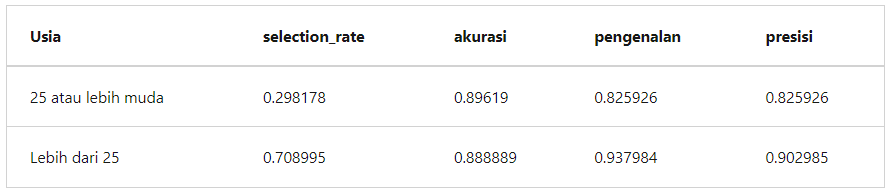 Usia selection_rate akurasi pengenalan presisi
25 atau lebih muda 0.298178 0.89619 0.825926 0.825926
Lebih dari 25 0.708995 0.888889 0.937984 0.902985